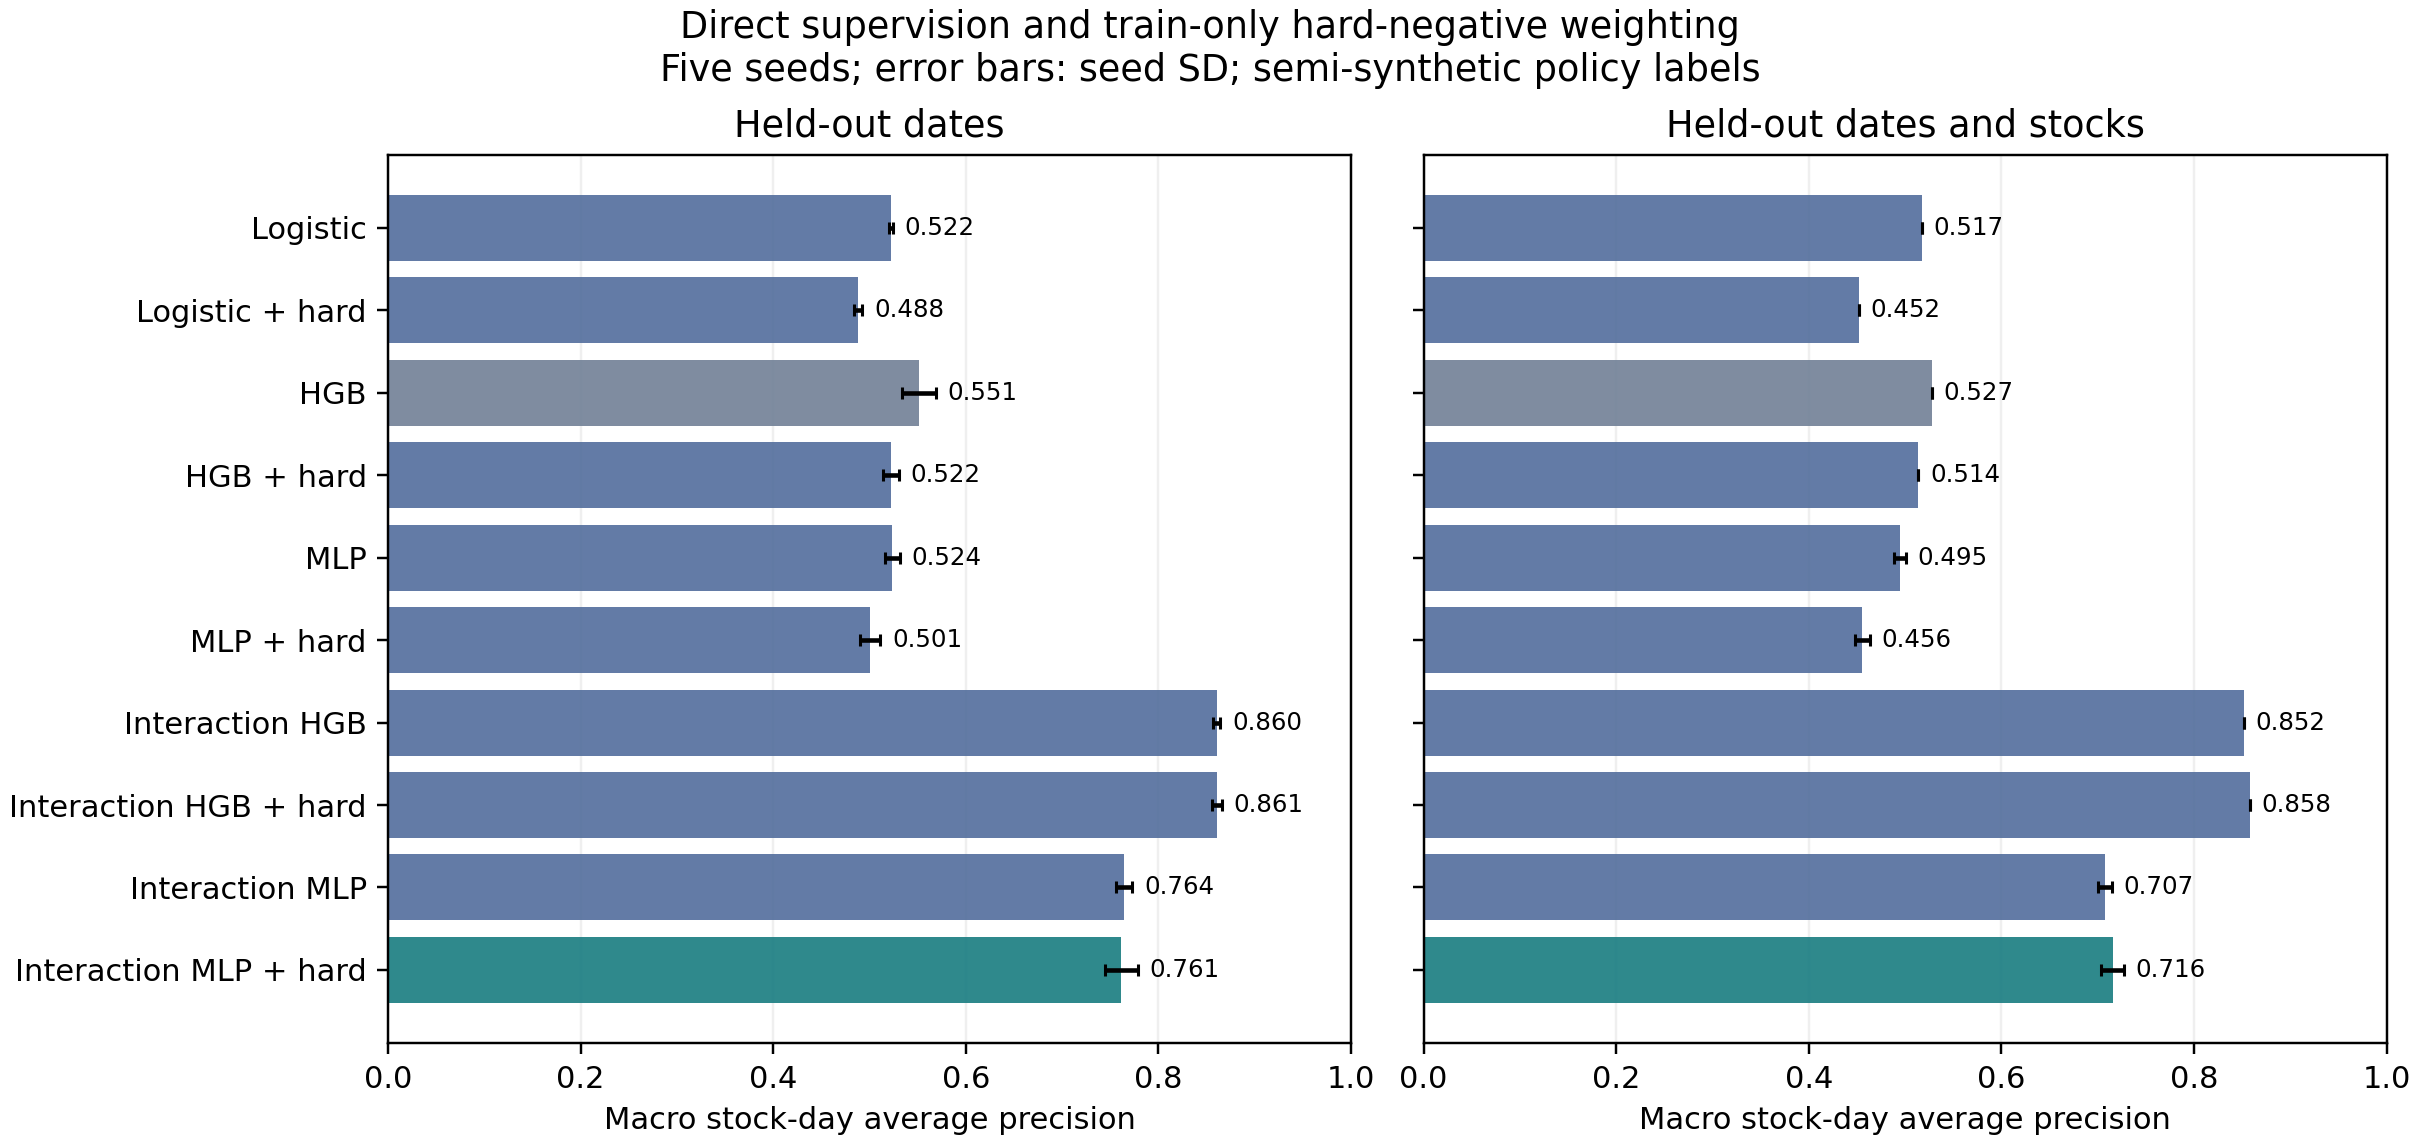 Direct supervision and train-only hard-negative weighting
Five seeds; error bars: seed SD; semi-synthetic policy labels
Held-out dates
Logistic
0.522
Logistic + hard
0.488
HGB
0.551
HGB + hard
0.522
MLP
0.524
MLP + hard
0.501
Interaction HGB
0.860
Interaction HGB + hard
0.861
Interaction MLP
0.764
Interaction MLP + hard
0.761
0.0 0.2 0.4 0.6 0.8 1.0
Macro stock-day average precision
Held-out dates and stocks
0.517
0.452
0.527
0.514
0.495
0.456
0.852
0.858
0.707
0.716
0.0 0.2 0.4 0.6 0.8 1.0
Macro stock-day average precision